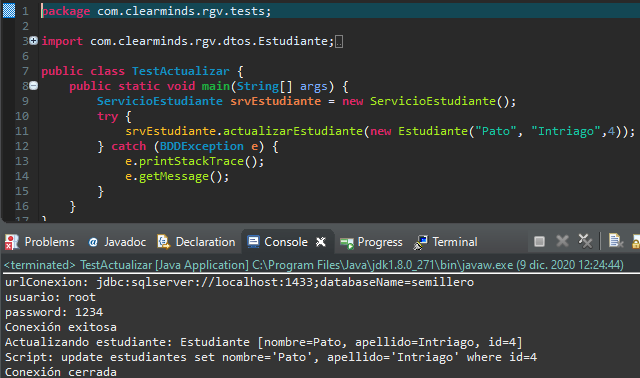 1 package com.clearminds.rgv.tests;
2
3 import com.clearminds.rgv.dtos.Estudiante;
6
7 public class TestActualizar {
8 public static void main(String[] args) {
9 ServicioEstudiante srvEstudiante = new ServicioEstudiante();
10 try {
11 srvEstudiante.actualizarEstudiante(new Estudiante("Pato", "Intriago",4));
12 } catch (BDDException e) {
13 e.printStackTrace();
14 e.getMessage();
15 }
16 }
17 }
Problems Javadoc Declaration Console Progress Terminal
<terminated> TestActualizar [Java Application] C:\Program Files\Java\jdk1.8.0_271\bin\javaw.exe (9 dic. 2020 12:24:44)
urlConexion: jdbc:sqlserver://localhost:1433;databaseName=semillero
usuario: root
password: 1234
Conexión exitosa
Actualizando estudiante: Estudiante [nombre=Pato, apellido=Intriago, id=4]
Script: update estudiantes set nombre='Pato', apellido='Intriago' where id=4
Conexión cerrada